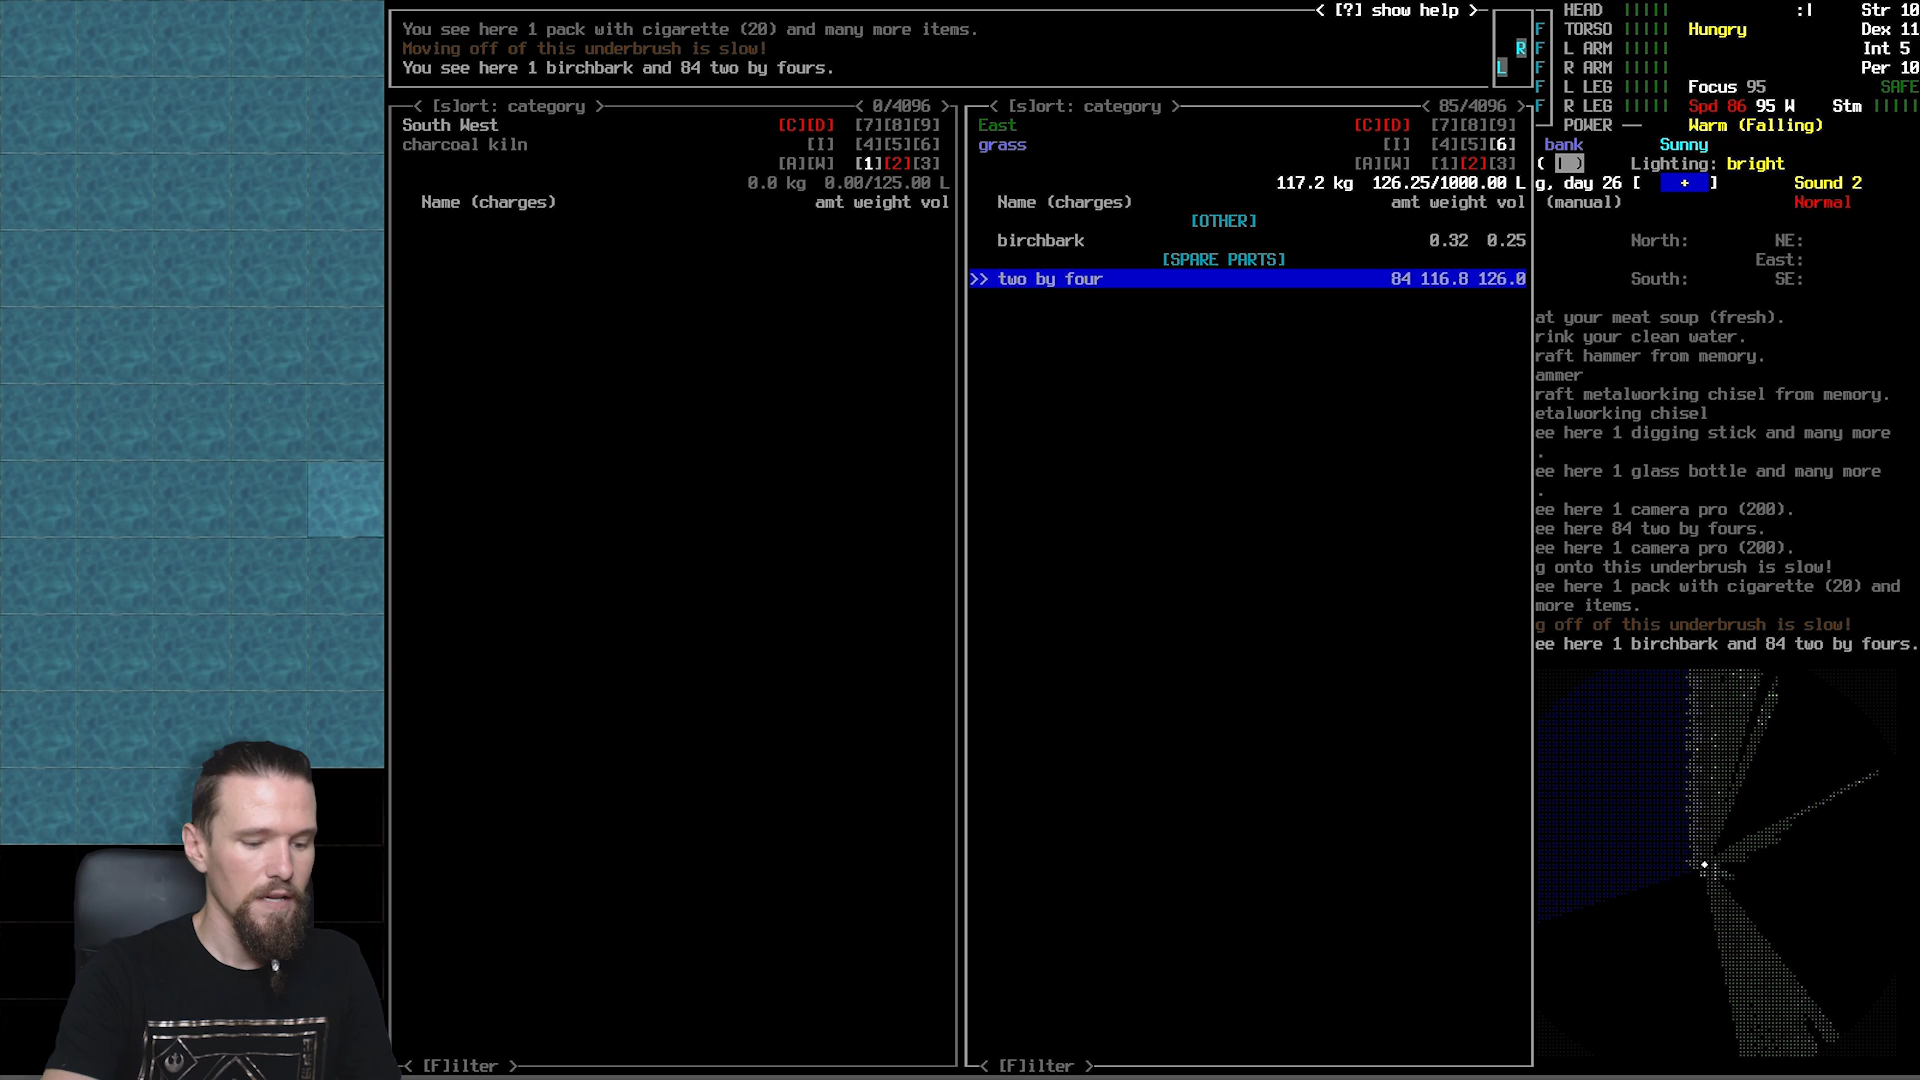 < [?] show help >
You see here 1 pack with cigarette (20) and many more items.
Moving off of this underbrush is slow!
You see here 1 birchbark and 84 two by fours.
R
L
< [s]ort: category >
< 0/4096 >
South West
[C][D] [7][8][9]
charcoal kiln
[I] [4][5][6]
[A][W] [1][2][3]
0.0 kg 0.00/125.00 L
Name (charges)
amt weight vol
< [F]ilter >
< [s]ort: category >
< 85/4096 >
East
[C][D] [7][8][9]
grass
[I] [4][5][6]
[A][W] [1][2][3]
117.2 kg 126.25/1000.00 L
Name (charges)
amt weight vol
[OTHER]
birchbark 0.32 0.25
[SPARE PARTS]
>> two by four 84 116.8 126.0
< [F]ilter >
HEAD ||||| :| Str 10
F TORSO ||||| Hungry Dex 11
F L ARM ||||| Int 5
F R ARM ||||| Per 10
F L LEG ||||| Focus 95 SAFE
F R LEG ||||| Spd 86 95 W Stm |||||
POWER — Warm (Falling)
bank Sunny
( | ) Lighting: bright
g, day 26 [ + ] Sound 2
(manual) Normal
North: NE:
East:
South: SE:
at your meat soup (fresh).
rink your clean water.
raft hammer from memory.
ammer
raft metalworking chisel from memory.
etalworking chisel
ee here 1 digging stick and many more
.
ee here 1 glass bottle and many more
.
ee here 1 camera pro (200).
ee here 84 two by fours.
ee here 1 camera pro (200).
g onto this underbrush is slow!
ee here 1 pack with cigarette (20) and
more items.
g off of this underbrush is slow!
ee here 1 birchbark and 84 two by fours.